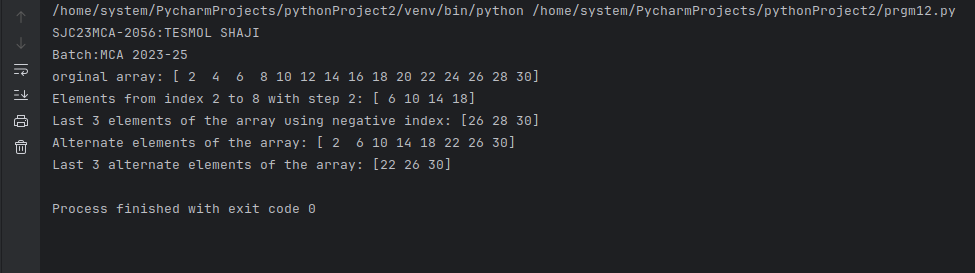 /home/system/PycharmProjects/pythonProject2/venv/bin/python /home/system/PycharmProjects/pythonProject2/prgm12.py
SJC23MCA-2056:TESMOL SHAJI
Batch:MCA 2023-25
orginal array: [ 2  4  6  8 10 12 14 16 18 20 22 24 26 28 30]
Elements from index 2 to 8 with step 2: [ 6 10 14 18]
Last 3 elements of the array using negative index: [26 28 30]
Alternate elements of the array: [ 2  6 10 14 18 22 26 30]
Last 3 alternate elements of the array: [22 26 30]
Process finished with exit code 0